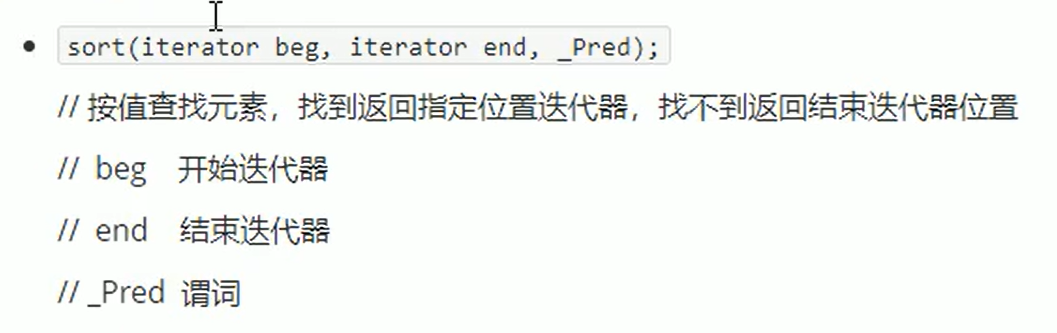 sort(iterator beg, iterator end, _Pred);
// 按值查找元素，找到返回指定位置迭代器，找不到返回结束迭代器位置
// beg 开始迭代器
// end 结束迭代器
// _Pred 谓词